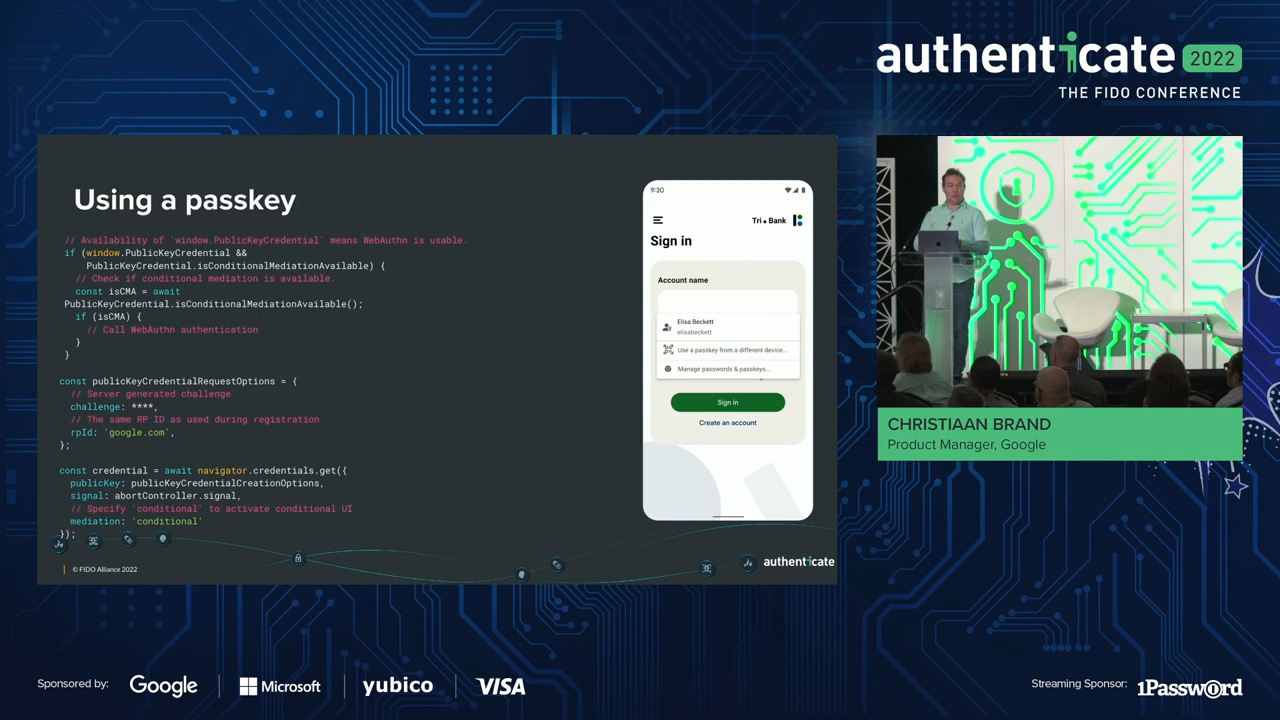 authenticate 2022
THE FIDO CONFERENCE
Using a passkey
// Availability of `window.PublicKeyCredential` means WebAuthn is usable.
if (window.PublicKeyCredential &&
PublicKeyCredential.isConditionalMediationAvailable) {
// Check if conditional mediation is available.
const isCMA = await
PublicKeyCredential.isConditionalMediationAvailable();
if (isCMA) {
// Call WebAuthn authentication
}
}
const publicKeyCredentialRequestOptions = {
// Server generated challenge
challenge: ****,
// The same RP ID as used during registration
rpId: 'google.com',
};
const credential = await navigator.credentials.get({
publicKey: publicKeyCredentialCreationOptions,
signal: abortController.signal,
// Specify 'conditional' to activate conditional UI
mediation: 'conditional'
});
© FIDO Alliance 2022
authenticate
9:30
Tri.Bank
Sign in
Account name
Elisa Beckett
elisabeckett
Use a passkey from a different device...
Manage passwords & passkeys...
Sign in
Create an account
CHRISTIAAN BRAND
Product Manager, Google
Sponsored by: Google Microsoft yubico VISA
Streaming Sponsor: 1Password